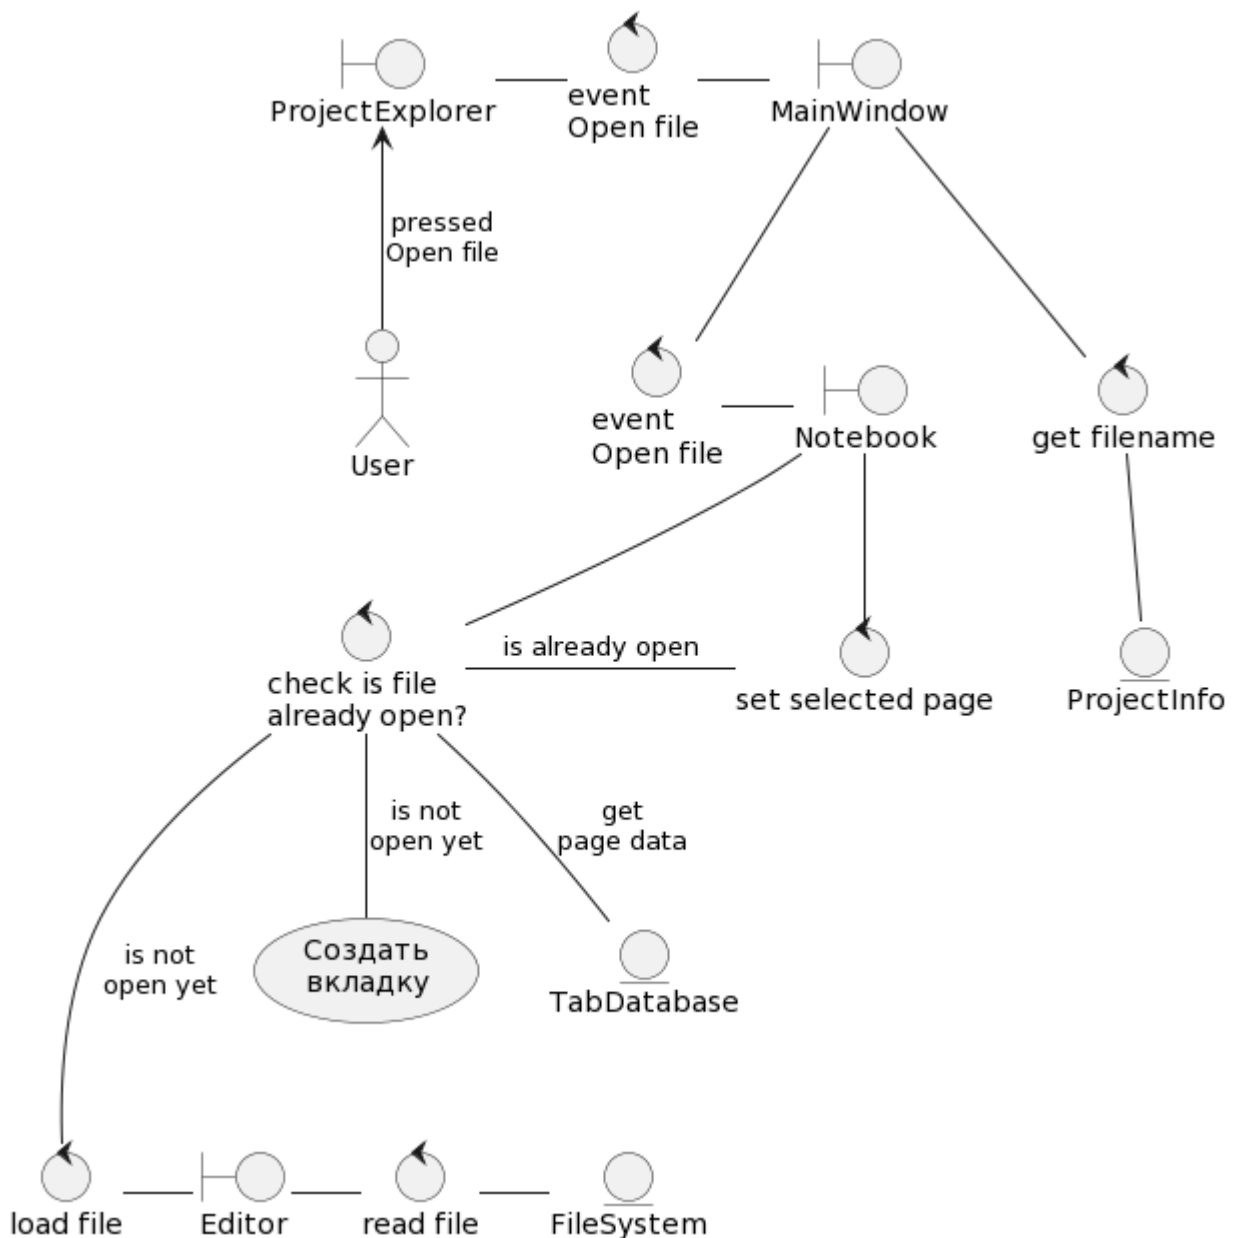 ProjectExplorer
event
Open file
MainWindow
pressed
Open file
User
event
Open file
Notebook
get filename
is already open
check is file
already open?
set selected page
ProjectInfo
is not
open yet
get
page data
is not
open yet
Создать
вкладку
TabDatabase
load file
Editor
read file
FileSystem